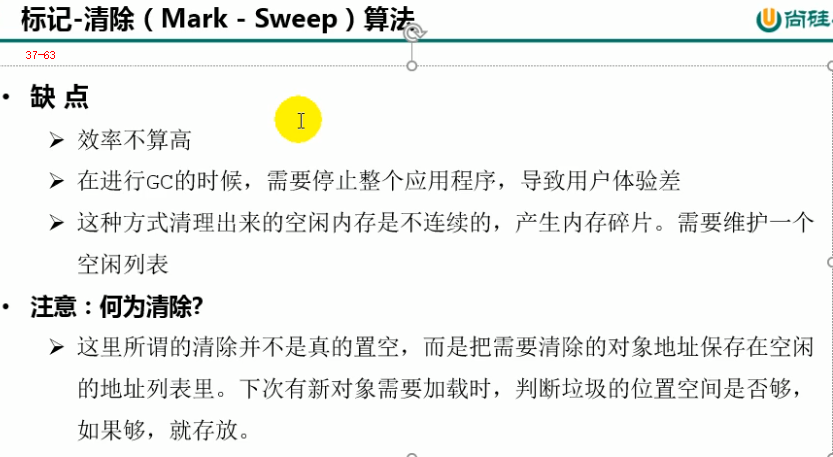 标记-清除（Mark - Sweep）算法
尚硅
37-63
• 缺 点
➢ 效率不算高
➢ 在进行GC的时候，需要停止整个应用程序，导致用户体验差
➢ 这种方式清理出来的空闲内存是不连续的，产生内存碎片。需要维护一个
空闲列表
• 注意：何为清除?
➢ 这里所谓的清除并不是真的置空，而是把需要清除的对象地址保存在空闲
的地址列表里。下次有新对象需要加载时，判断垃圾的位置空间是否够，
如果够，就存放。